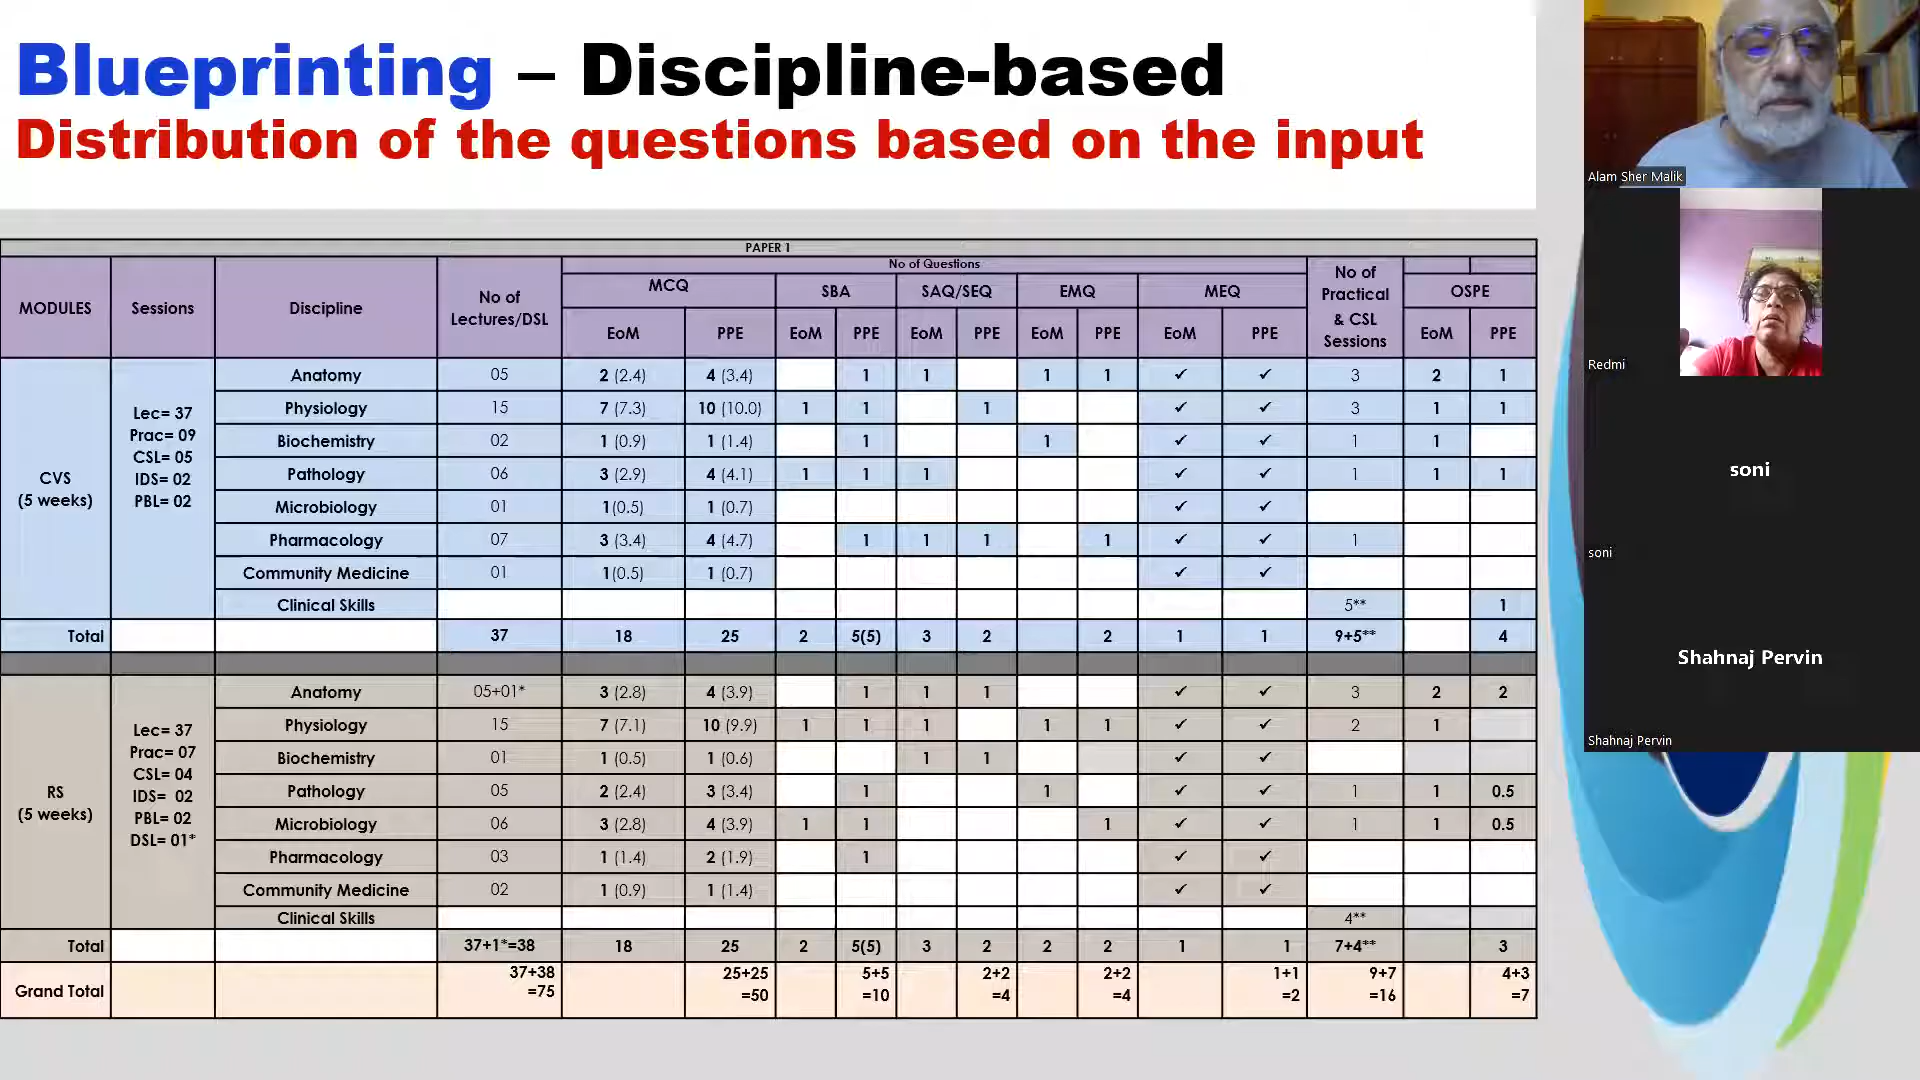 Blueprinting – Discipline-based
Distribution of the questions based on the input
PAPER 1
MODULES Sessions Discipline No of Lectures/DSL No of Questions No of Practical & CSL Sessions OSPE
MCQ SBA SAQ/SEQ EMQ MEQ
EoM PPE EoM PPE EoM PPE EoM PPE EoM PPE EoM PPE
CVS
(5 weeks)
Lec= 37
Prac= 09
CSL= 05
IDS= 02
PBL= 02
Anatomy 05 2 (2.4) 4 (3.4) 1 1 1 1 ✓ ✓ 3 2 1
Physiology 15 7 (7.3) 10 (10.0) 1 1 1 ✓ ✓ 3 1 1
Biochemistry 02 1 (0.9) 1 (1.4) 1 1 ✓ ✓ 1 1
Pathology 06 3 (2.9) 4 (4.1) 1 1 1 ✓ ✓ 1 1 1
Microbiology 01 1(0.5) 1 (0.7) ✓ ✓
Pharmacology 07 3 (3.4) 4 (4.7) 1 1 1 1 ✓ ✓ 1
Community Medicine 01 1(0.5) 1 (0.7) ✓ ✓
Clinical Skills 5** 1
Total 37 18 25 2 5(5) 3 2 2 1 1 9+5** 4
RS
(5 weeks)
Lec= 37
Prac= 07
CSL= 04
IDS= 02
PBL= 02
DSL= 01*
Anatomy 05+01* 3 (2.8) 4 (3.9) 1 1 1 ✓ ✓ 3 2 2
Physiology 15 7 (7.1) 10 (9.9) 1 1 1 1 1 ✓ ✓ 2 1
Biochemistry 01 1 (0.5) 1 (0.6) 1 1 ✓ ✓
Pathology 05 2 (2.4) 3 (3.4) 1 1 ✓ ✓ 1 1 0.5
Microbiology 06 3 (2.8) 4 (3.9) 1 1 1 ✓ ✓ 1 1 0.5
Pharmacology 03 1 (1.4) 2 (1.9) 1 ✓ ✓
Community Medicine 02 1 (0.9) 1 (1.4) ✓ ✓
Clinical Skills 4**
Total 37+1*=38 18 25 2 5(5) 3 2 2 2 1 1 7+4** 3
Grand Total 37+38 =75 25+25 =50 5+5 =10 2+2 =4 2+2 =4 1+1 =2 9+7 =16 4+3 =7
Alam Sher Malik
Redmi
soni
soni
Shahnaj Pervin
Shahnaj Pervin